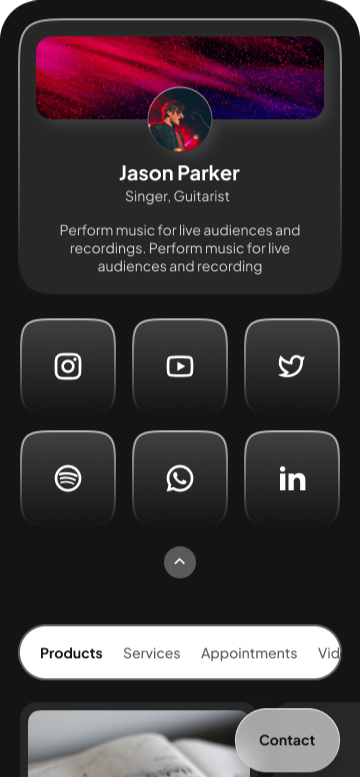 Jason Parker
Singer, Guitarist
Perform music for live audiences and
recordings. Perform music for live
audiences and recording
in
Products Services Appointments Vid
Contact